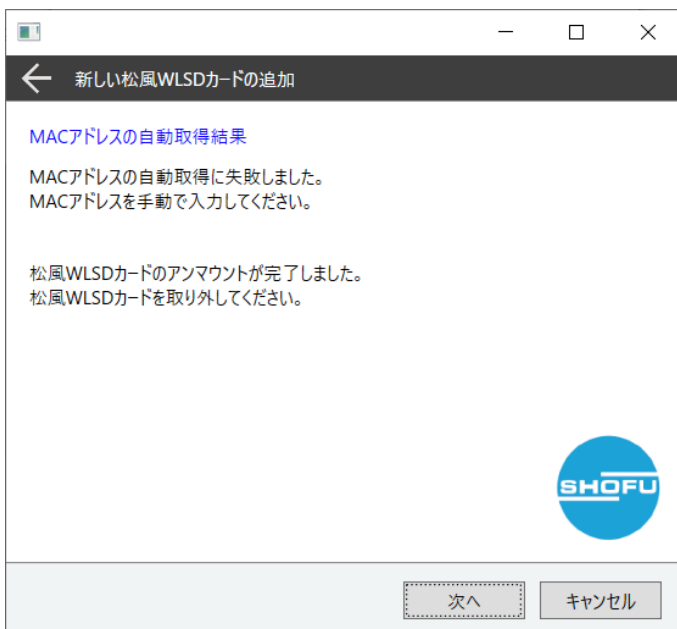 新しい松風WLSDカードの追加
MACアドレスの自動取得結果
MACアドレスの自動取得に失敗しました。
MACアドレスを手動で入力してください。
松風WLSDカードのアンマウントが完了しました。
松風WLSDカードを取り外してください。
SHOFU
次へ
キャンセル